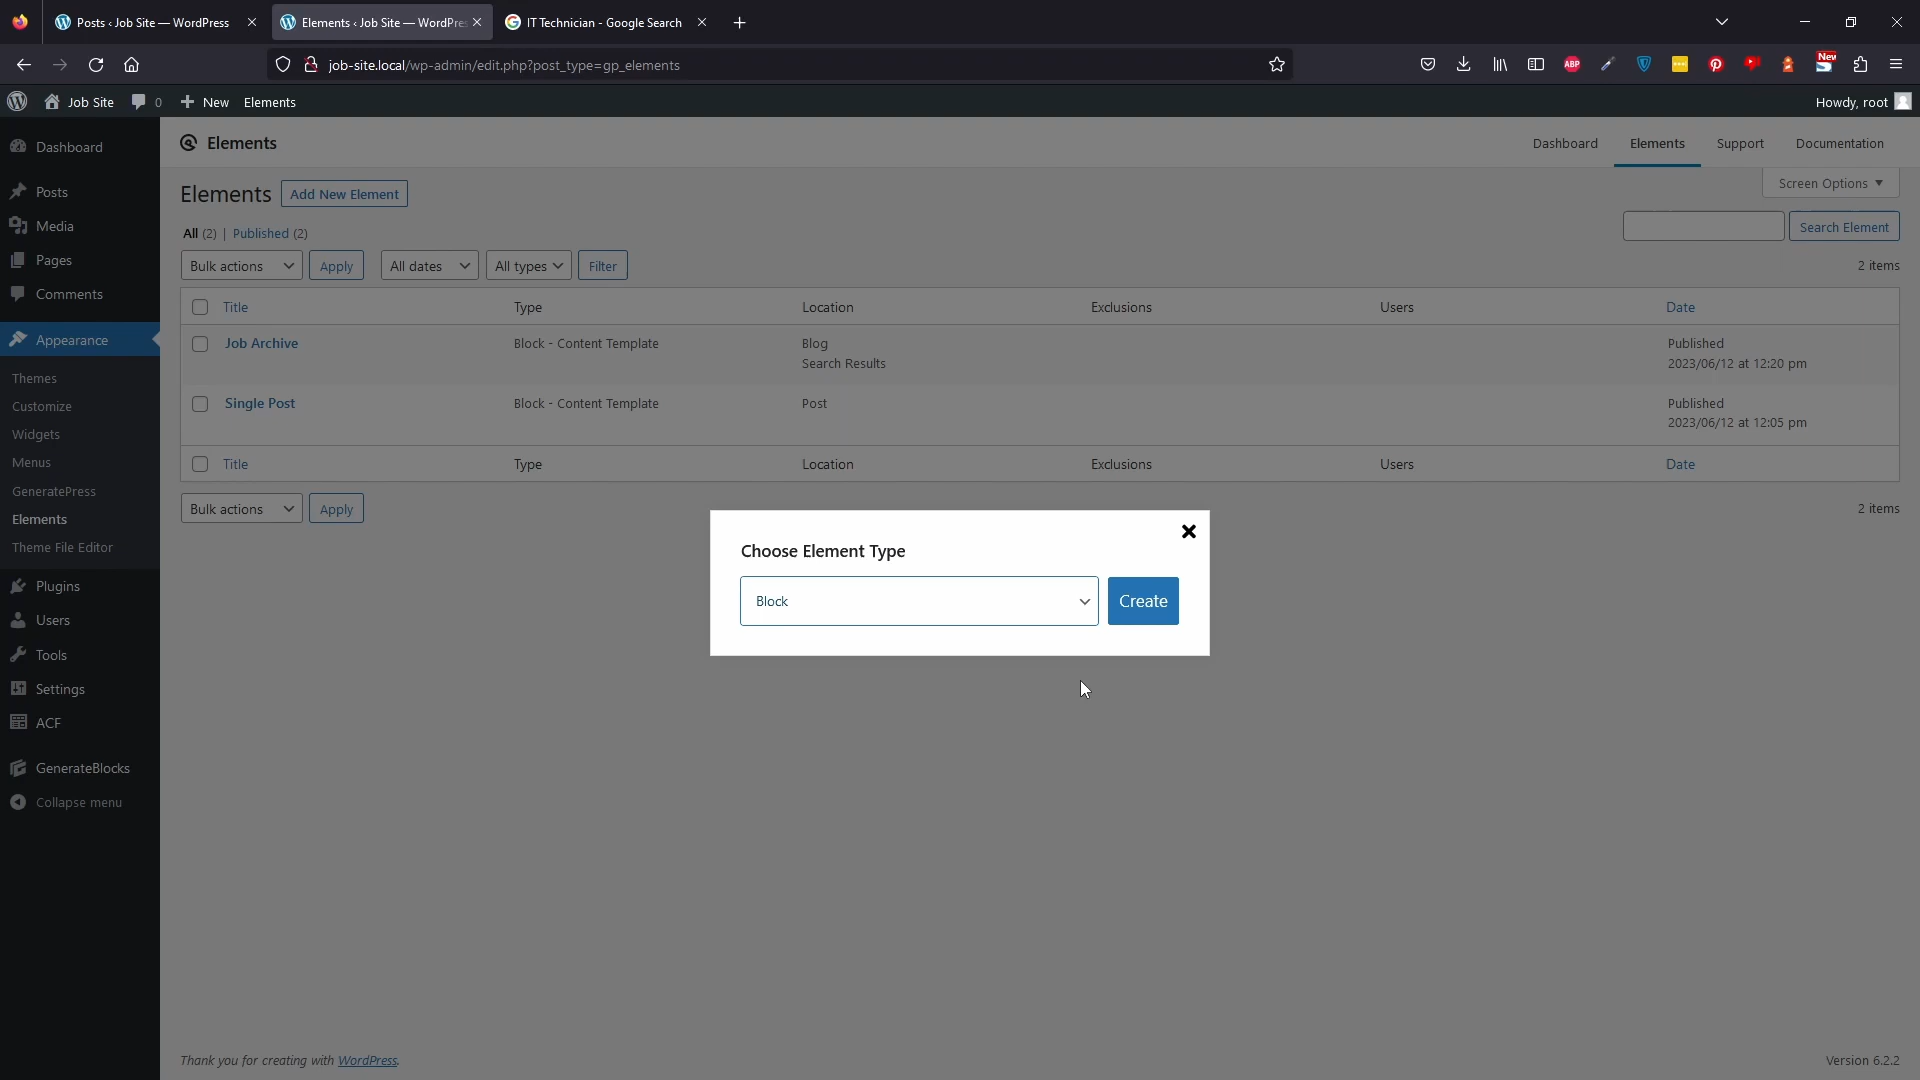 Posts ‹ Job Site — WordPress
Elements ‹ Job Site — WordPre
IT Technician - Google Search
job-site.local/wp-admin/edit.php?post_type=gp_elements
ABP
New
Job Site
0
New
Elements
Howdy, root
Dashboard
Posts
Media
Pages
Comments
Appearance
Themes
Customize
Widgets
Menus
GeneratePress
Elements
Theme File Editor
Plugins
Users
Tools
Settings
ACF
GenerateBlocks
Collapse menu
Elements
Dashboard
Elements
Support
Documentation
Elements
Add New Element
Screen Options
All (2) | Published (2)
Search Element
Bulk actions
Apply
All dates
All types
Filter
2 items
Title
Type
Location
Exclusions
Users
Date
Job Archive
Block - Content Template
Blog
Search Results
Published
2023/06/12 at 12:20 pm
Single Post
Block - Content Template
Post
Published
2023/06/12 at 12:05 pm
Title
Type
Location
Exclusions
Users
Date
Bulk actions
Apply
2 items
Choose Element Type
Block
Create
Thank you for creating with WordPress.
Version 6.2.2